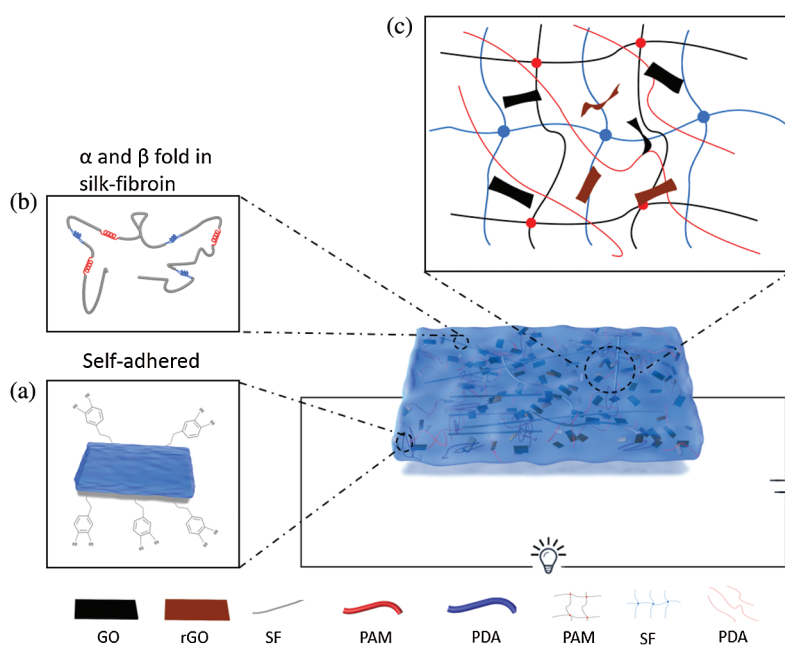 (c)
α and β fold in
silk-fibroin
(b)
Self-adhered
(a)
GO rGO SF PAM PDA PAM SF PDA